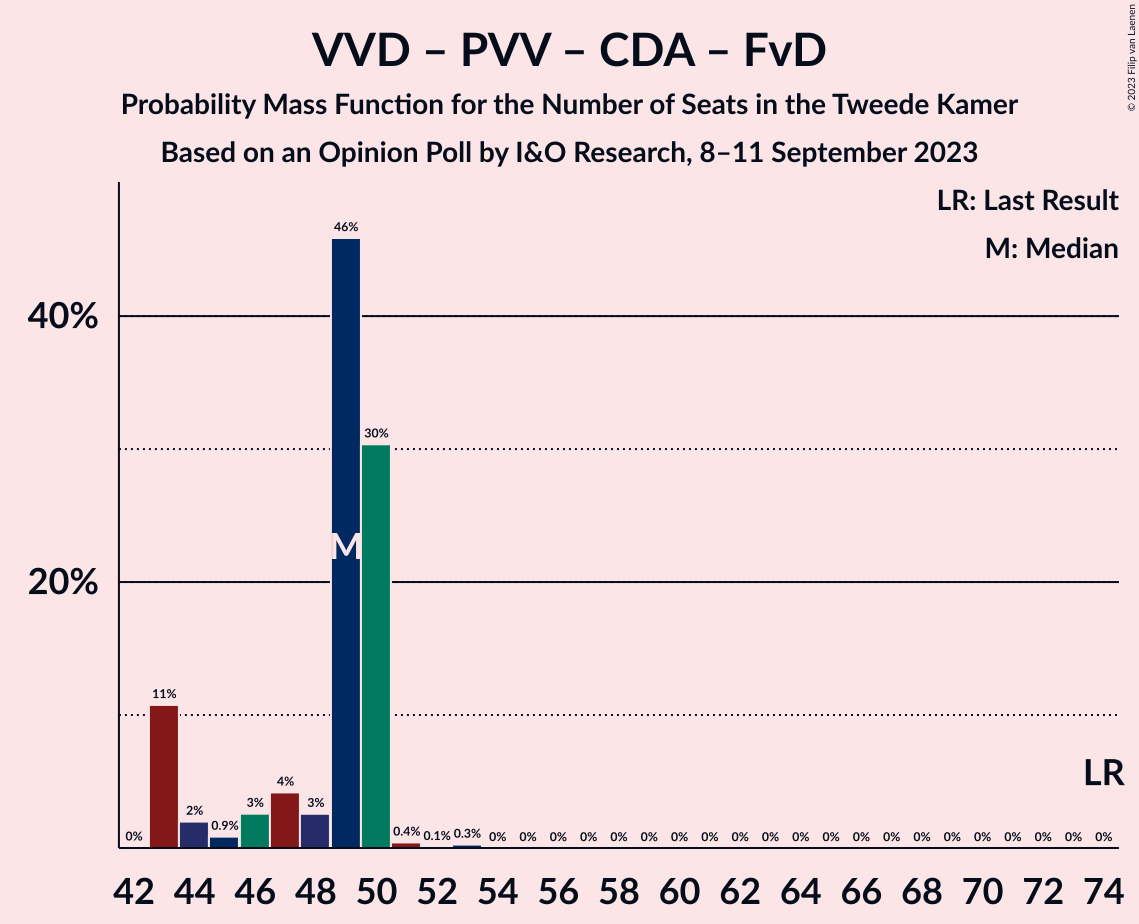 VVD – PVV – CDA – FvD
Probability Mass Function for the Number of Seats in the Tweede Kamer
Based on an Opinion Poll by I&O Research, 8–11 September 2023
© 2023 Filip van Laenen
LR: Last Result
M: Median
40%
20%
0% 11% 2% 0.9% 3% 4% 3% 46% 30% 0.4% 0.1% 0.3% 0% 0% 0% 0% 0% 0% 0% 0% 0% 0% 0% 0% 0% 0% 0% 0% 0% 0% 0% 0% 0%
M
LR
42 44 46 48 50 52 54 56 58 60 62 64 66 68 70 72 74